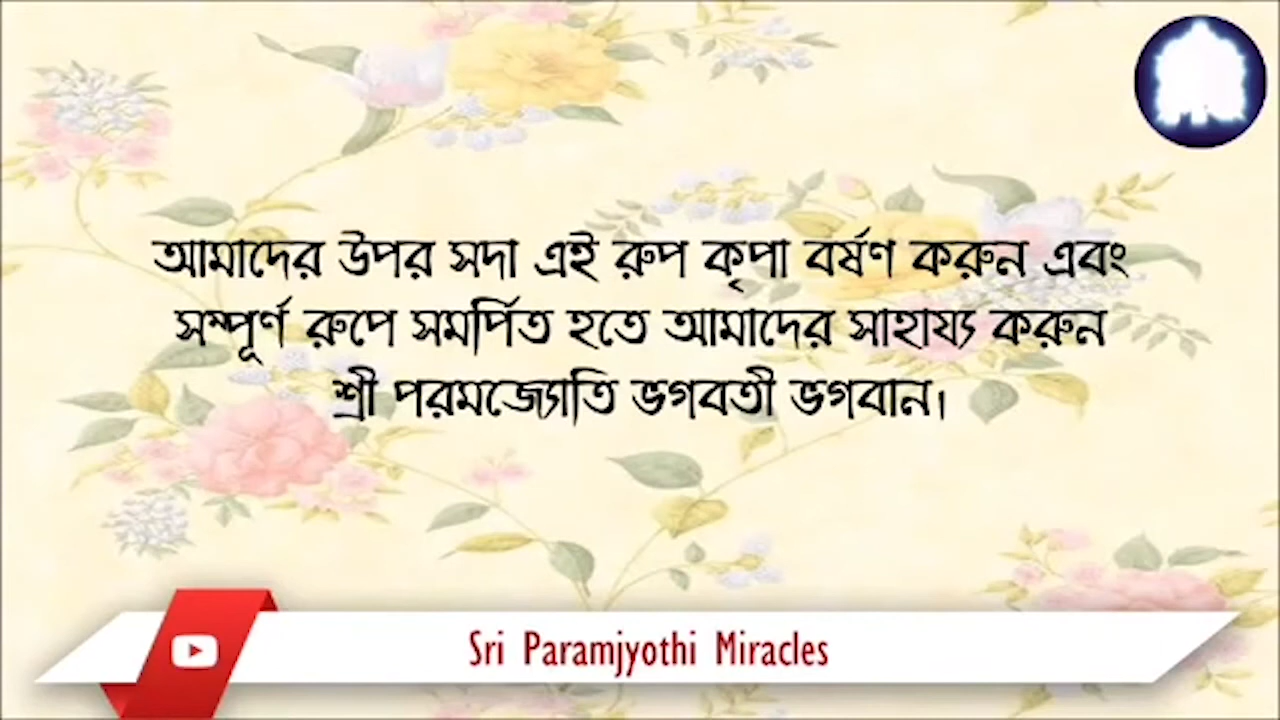 আমাদের উপর সদা এই রুপ কৃপা বর্ষণ করুন এবং
সম্পূর্ণ রুপে সমর্পিত হতে আমাদের সাহায্য করুন
শ্রী পরমজ্যোতি ভগবতী ভগবান।
Sri Paramjyothi Miracles